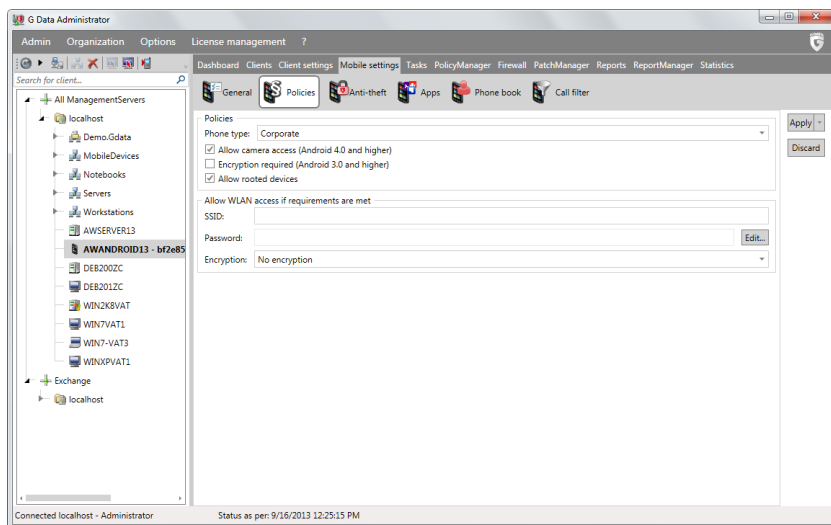 G Data Administrator
Admin Organization Options License management ?
Dashboard Clients Client settings Mobile settings Tasks PolicyManager Firewall PatchManager Reports ReportManager Statistics
Search for client...
General Policies Anti-theft Apps Phone book Call filter
All ManagementServers
localhost
Demo.Gdata
MobileDevices
Notebooks
Servers
Workstations
AWSERVER13
AWANDROID13 - bf2e85
DEB200ZC
DEB201ZC
WIN2K8VAT
WIN7VAT1
WIN7-VAT3
WINXPVAT1
Exchange
localhost
Policies
Phone type: Corporate
Allow camera access (Android 4.0 and higher)
Encryption required (Android 3.0 and higher)
Allow rooted devices
Allow WLAN access if requirements are met
SSID:
Password: Edit...
Encryption: No encryption
Apply
Discard
Connected localhost - Administrator Status as per: 9/16/2013 12:25:15 PM